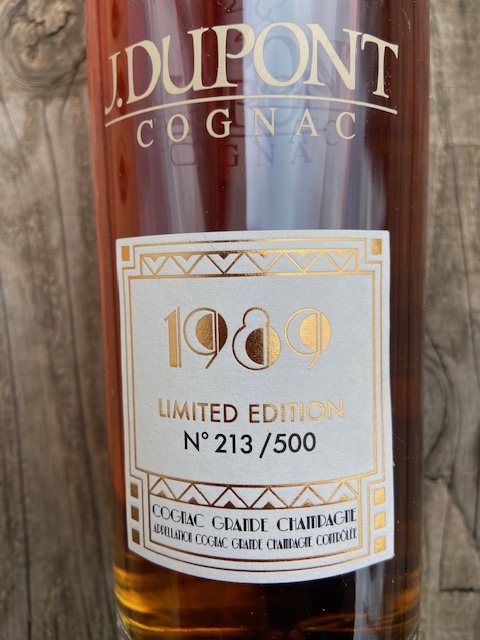 J.DUPONT
COGNAC
1989
LIMITED EDITION
N° 213/500
COGNAC GRANDE CHAMPAGNE
APPELLATION COGNAC GRANDE CHAMPAGNE CONTRÔLÉE